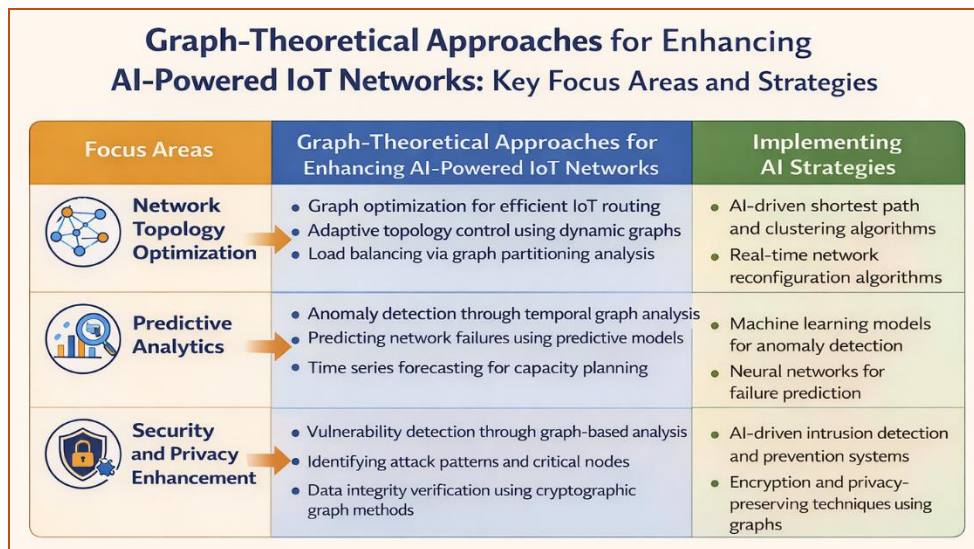 Graph-Theoretical Approaches for Enhancing
AI-Powered IoT Networks: Key Focus Areas and Strategies
Focus Areas
Graph-Theoretical Approaches for
Enhancing AI-Powered IoT Networks
Implementing
AI Strategies
Network
Topology
Optimization
• Graph optimization for efficient IoT routing
• Adaptive topology control using dynamic graphs
• Load balancing via graph partitioning analysis
• AI-driven shortest path
and clustering algorithms
• Real-time network
reconfiguration algorithms
Predictive
Analytics
• Anomaly detection through temporal graph analysis
• Predicting network failures using predictive models
• Time series forecasting for capacity planning
• Machine learning models
for anomaly detection
• Neural networks for
failure prediction
Security
and Privacy
Enhancement
• Vulnerability detection through graph-based analysis
• Identifying attack patterns and critical nodes
• Data integrity verification using cryptographic
graph methods
• AI-driven intrusion detection
and prevention systems
• Encryption and privacy-
preserving techniques using
graphs